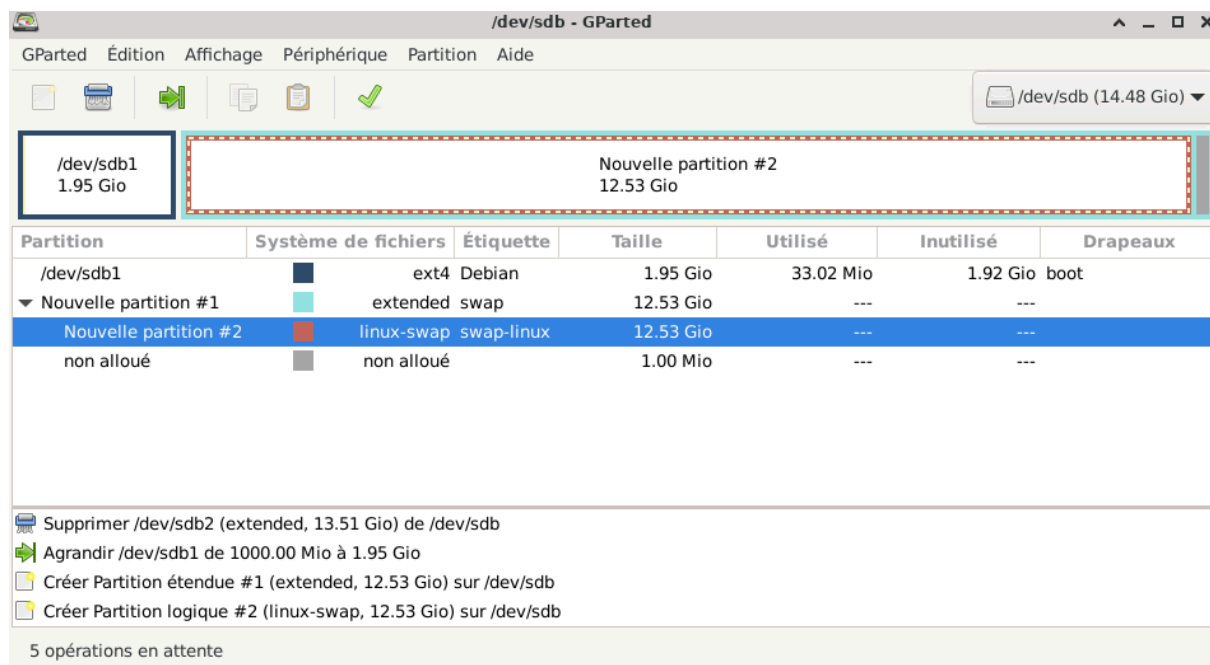 /dev/sdb - GParted
GParted Édition Affichage Périphérique Partition Aide
/dev/sdb (14.48 Gio)
/dev/sdb1
1.95 Gio
Nouvelle partition #2
12.53 Gio
Partition Système de fichiers Étiquette Taille Utilisé Inutilisé Drapeaux
/dev/sdb1 ext4 Debian 1.95 Gio 33.02 Mio 1.92 Gio boot
Nouvelle partition #1 extended swap 12.53 Gio --- ---
Nouvelle partition #2 linux-swap swap-linux 12.53 Gio --- ---
non alloué non alloué 1.00 Mio --- ---
Supprimer /dev/sdb2 (extended, 13.51 Gio) de /dev/sdb
Agrandir /dev/sdb1 de 1000.00 Mio à 1.95 Gio
Créer Partition étendue #1 (extended, 12.53 Gio) sur /dev/sdb
Créer Partition logique #2 (linux-swap, 12.53 Gio) sur /dev/sdb
5 opérations en attente